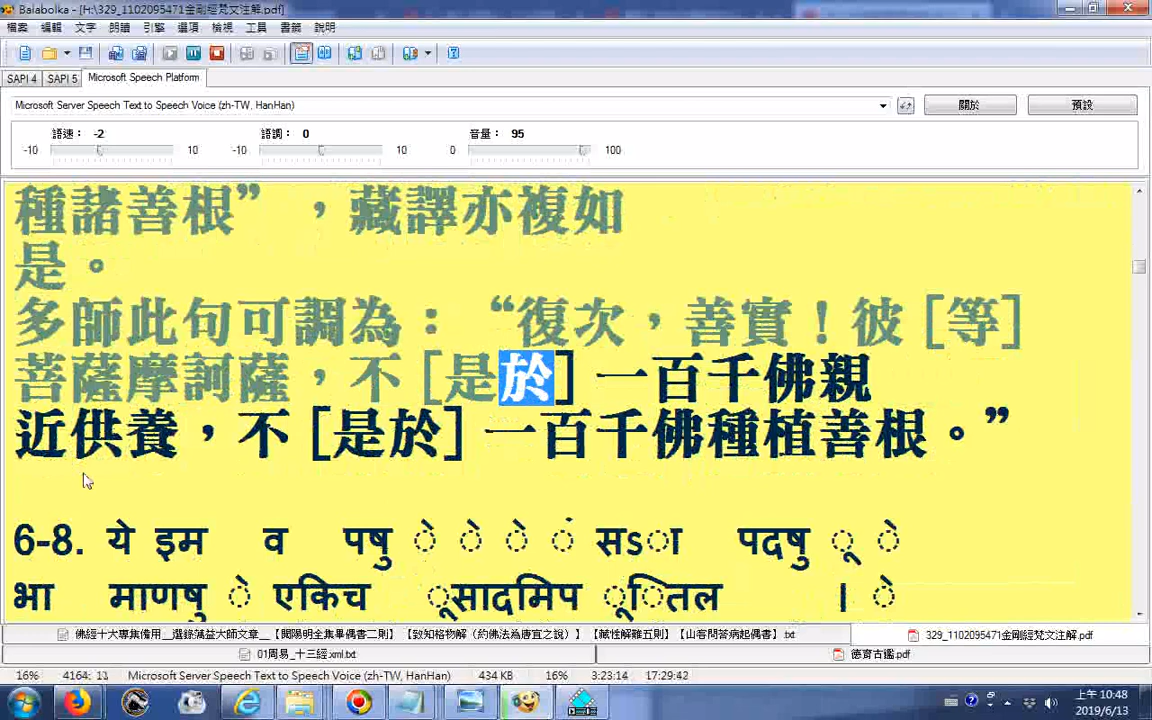 Balabolka - [H:\329_1102095471金剛經梵文注解.pdf]
檔案 編輯 文字 朗讀 引擎 選項 檢視 工具 書籤 說明
SAPI 4 SAPI 5 Microsoft Speech Platform
Microsoft Server Speech Text to Speech Voice (zh-TW, HanHan) 關於 預設
語速： -2 語調： 0 音量： 95
-10 10 -10 10 0 100
種諸善根” ，藏譯亦複如
是。
多師此句可調為：“復次，善實！彼 [等]
菩薩摩訶薩，不 [是於] 一百千佛親
近供養，不 [是於] 一百千佛種植善根。”
6-8. ये इम व पषु े े े ं सऽा पदषु ू े
भा माणषु े एकिच ूसादमिप ूितल । े
佛經十大專集備用__選錄蕅益大師文章__【閱陽明全集畢偶書二則】【致知格物解（約佛法為唐宜之說）】【藏性解難五則】【山客問答病起偶書】.txt 329_1102095471金剛經梵文注解.pdf
01周易_十三經.xml.txt 德育古鑑.pdf
16% 4164: 11 Microsoft Server Speech Text to Speech Voice (zh-TW, HanHan) 434 KB 16% 3:23:14 17:29:42
上午 10:48
2019/6/13